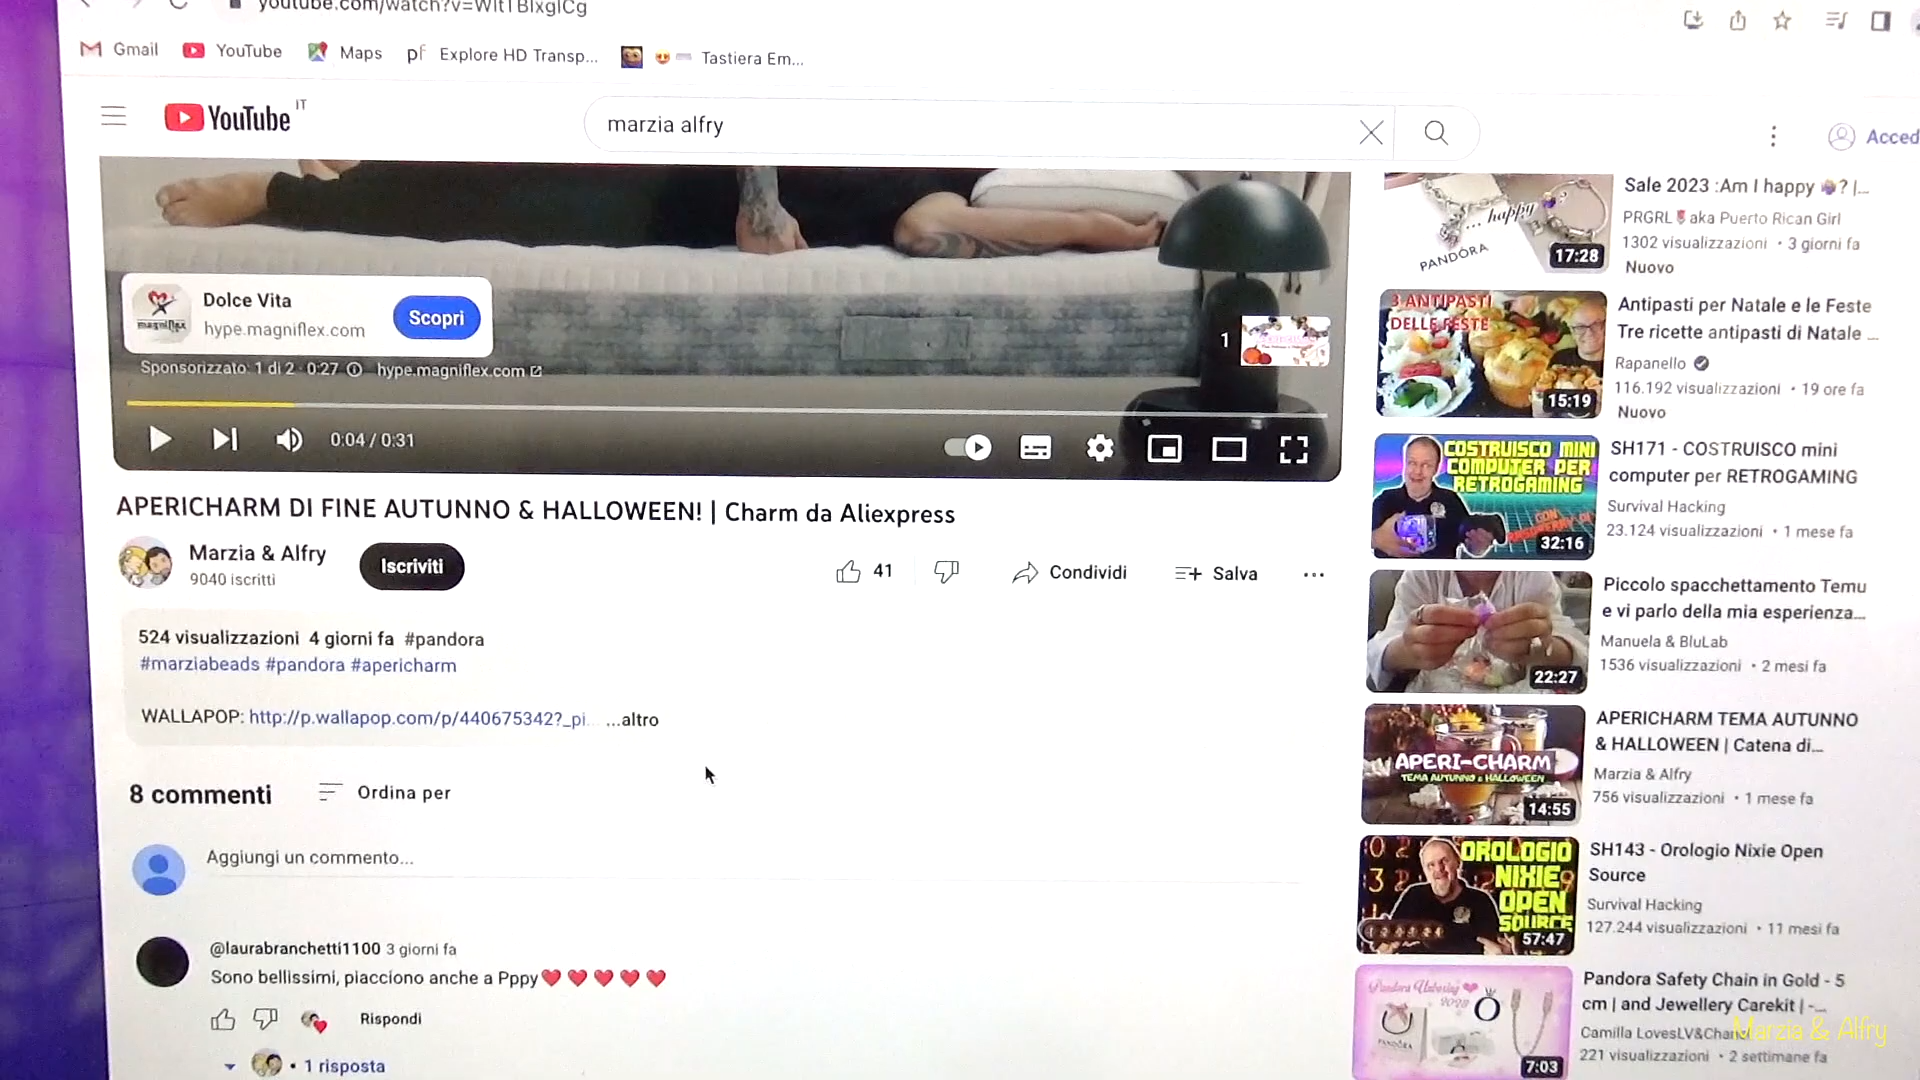 youtube.com/watch?v=
Gmail
YouTube
Maps
pf
Explore HD Transp...
Tastiera Em...
YouTube IT
marzia alfry
Acced
Dolce Vita
hype.magniflex.com
magniflex
Scopri
Sponsorizzato: 1 di 2 · 0:27
hype.magniflex.com
1
0:04 / 0:31
APERICHARM DI FINE AUTUNNO & HALLOWEEN! | Charm da Aliexpress
Marzia & Alfry
9040 iscritti
Iscriviti
41
Condividi
Salva
524 visualizzazioni 4 giorni fa #pandora
#marziabeads #pandora #apericharm
WALLAPOP: http://p.wallapop.com/p/440675342?_pi... ...altro
8 commenti
Ordina per
Aggiungi un commento...
@laurabranchetti1100 3 giorni fa
Sono bellissimi, piacciono anche a Pppy❤️❤️❤️❤️❤️
Rispondi
• 1 risposta
...happy
PANDORA
17:28
Sale 2023 :Am I happy 🤷? |...
PRGRL🌷aka Puerto Rican Girl
1302 visualizzazioni • 3 giorni fa
Nuovo
3 ANTIPASTI
DELLE FESTE
15:19
Antipasti per Natale e le Feste
Tre ricette antipasti di Natale ...
Rapanello
116.192 visualizzazioni • 19 ore fa
Nuovo
COSTRUISCO MINI
COMPUTER PER
RETROGAMING
32:16
SH171 - COSTRUISCO mini
computer per RETROGAMING
Survival Hacking
23.124 visualizzazioni • 1 mese fa
22:27
Piccolo spacchettamento Temu
e vi parlo della mia esperienza...
Manuela & BluLab
1536 visualizzazioni • 2 mesi fa
APERI-CHARM
TEMA AUTUNNO & HALLOWEEN
14:55
APERICHARM TEMA AUTUNNO
& HALLOWEEN | Catena di...
Marzia & Alfry
756 visualizzazioni • 1 mese fa
OROLOGIO
NIXIE
OPEN
SOURCE
57:47
SH143 - Orologio Nixie Open
Source
Survival Hacking
127.244 visualizzazioni • 11 mesi fa
Pandora Unboxing
2023
PANDORA
7:03
Pandora Safety Chain in Gold - 5
cm | and Jewellery Carekit | -...
Camilla LovesLV&Chan
221 visualizzazioni • 2 settimane fa
Marzia & Alfry